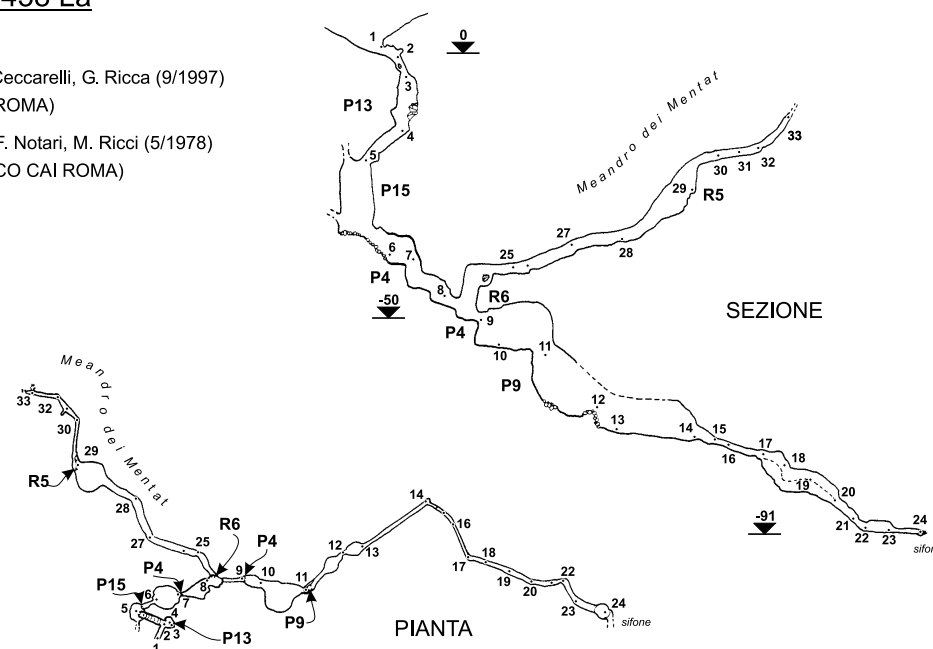 436 La
Ceccarelli, G. Ricca (9/1997)
ROMA)
F. Notari, M. Ricci (5/1978)
CO CAI ROMA)
1
2
0
3
P13
4
5
P15
Meandro dei Mentat
33
32
31
30
29
R5
28
27
25
6
7
P4
8
-50
R6
9
P4
10
11
P9
SEZIONE
12
13
14
15
16
17
18
19
20
21
22
23
24
-91
sifone
Meandro dei Mentat
33
32
30
29
R5
28
27
25
R6
P4
P4
P15
9
10
11
12
13
14
16
17
18
19
20
22
23
24
sifone
8
7
6
5
4
3
2
1
P13
P9
PIANTA